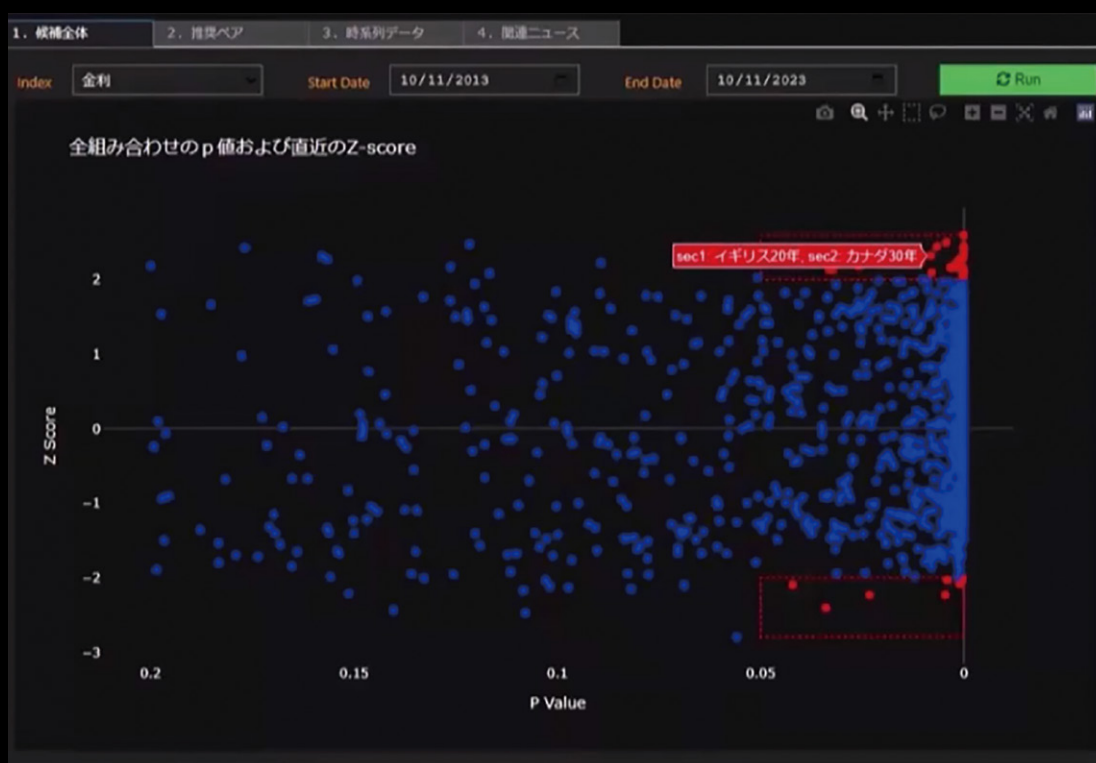 1. 候補全体 2. 推奨ペア 3. 時系列データ 4. 関連ニュース
Index 金利 Start Date 10/11/2013 End Date 10/11/2023 Run
全組み合わせのp値および直近のZ-score
sec1: イギリス20年, sec2: カナダ30年
2
1
0
Z Score
−1
−2
−3
0.2 0.15 0.1 0.05 0
P Value